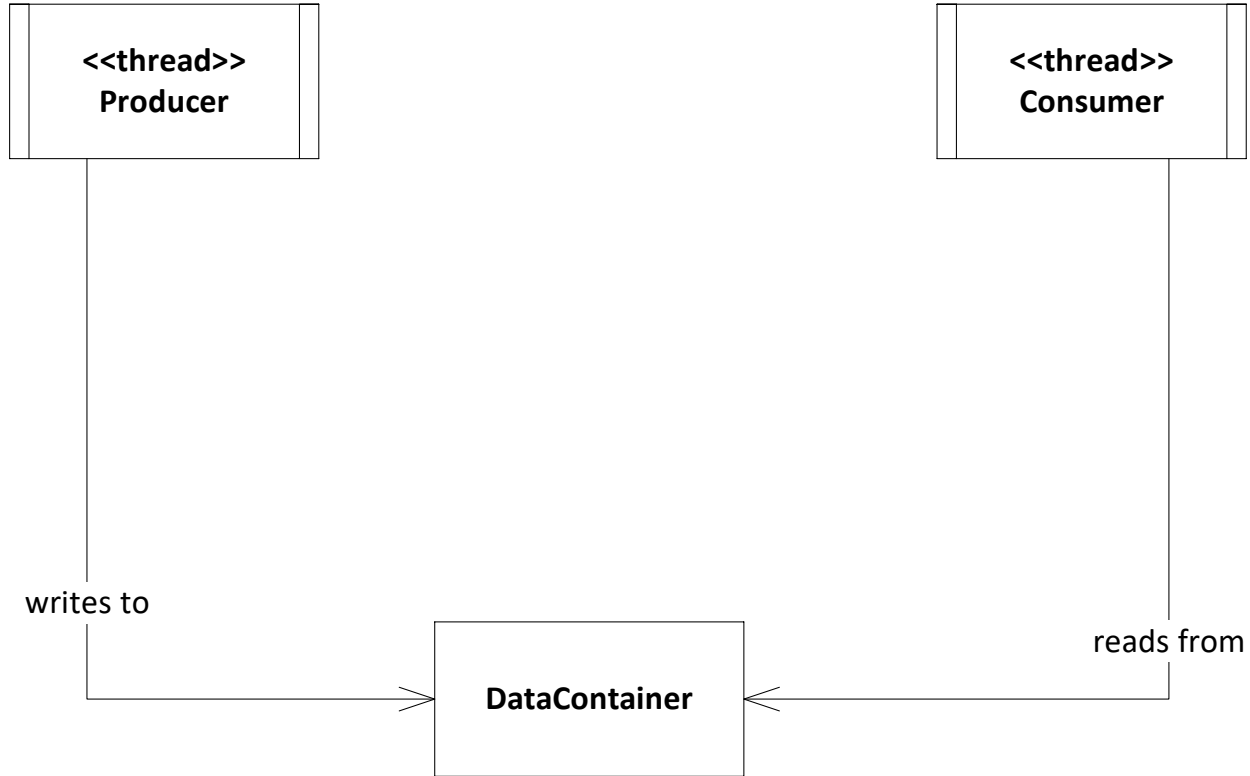 <<thread>>
Producer
<<thread>>
Consumer
writes to
reads from
DataContainer